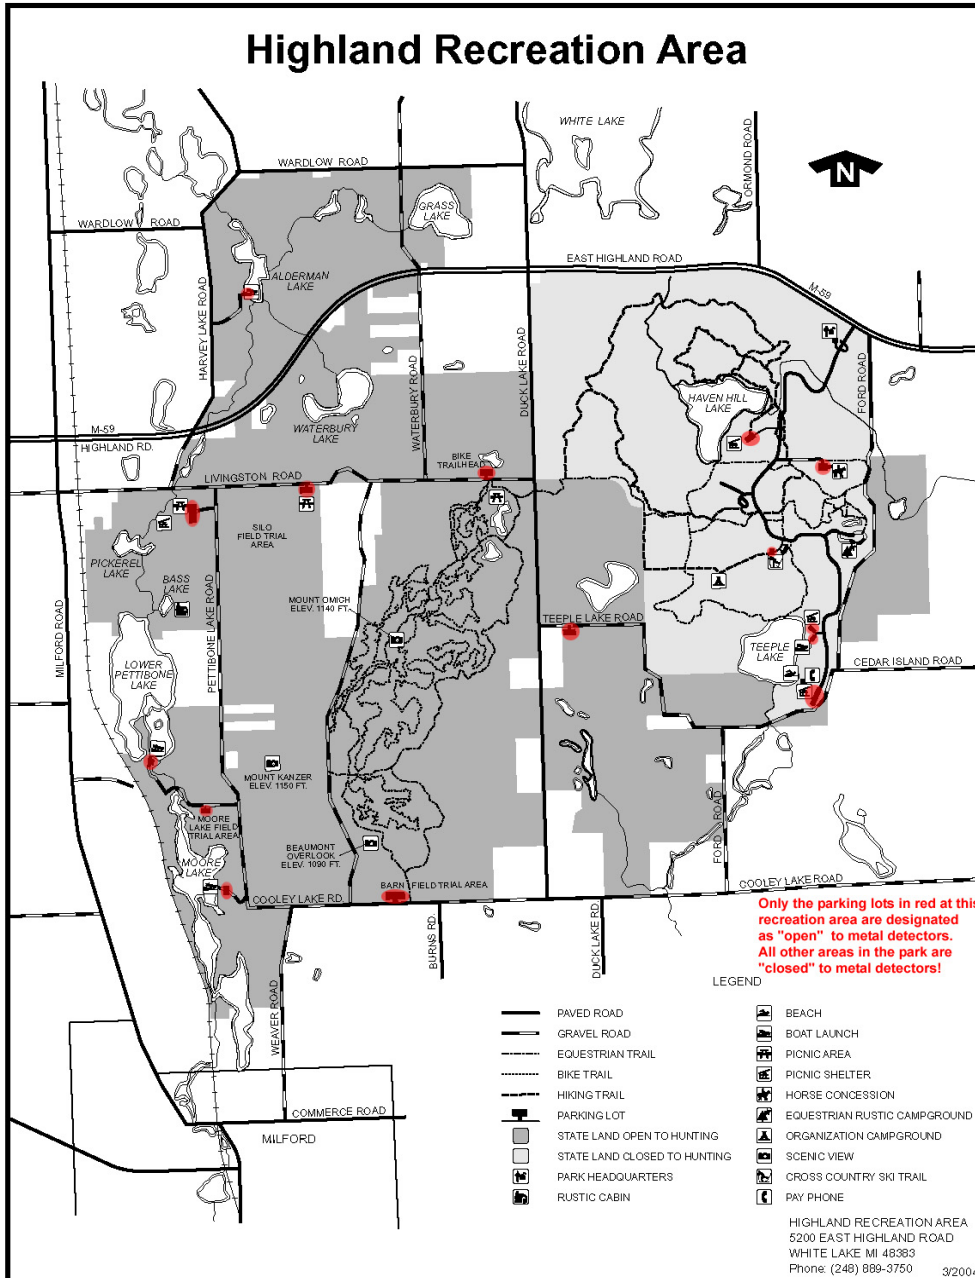 Highland Recreation Area
WHITE LAKE
ORMOND ROAD
N
WARDLOW ROAD
GRASS
LAKE
WARDLOW ROAD
EAST HIGHLAND ROAD
ALDERMAN
LAKE
M-59
HARVEY LAKE ROAD
WATERBURY ROAD
DUCK LAKE ROAD
FORD ROAD
HAVEN HILL
LAKE
WATERBURY
LAKE
M-59
HIGHLAND RD.
BIKE
TRAILHEAD
LIVINGSTON ROAD
SILO
FIELD TRIAL
AREA
PICKEREL
LAKE
BASS
LAKE
MOUNT OMICH
ELEV. 1140 FT.
MILFORD ROAD
PETTIBONE LAKE ROAD
TEEPLE LAKE ROAD
TEEPLE
LAKE
CEDAR ISLAND ROAD
LOWER
PETTIBONE
LAKE
MOUNT KANZER
ELEV. 1150 FT.
MOORE
LAKE FIELD
TRIAL AREA
BEAUMONT
OVERLOOK
ELEV. 1090 FT.
FORD ROAD
MOORE
LAKE
BARN FIELD TRIAL AREA
COOLEY LAKE RD.
COOLEY LAKE ROAD
BURNS RD.
DUCK LAKE RD.
WEAVER ROAD
Only the parking lots in red at this
recreation area are designated
as "open" to metal detectors.
All other areas in the park are
"closed" to metal detectors!
LEGEND
PAVED ROAD
GRAVEL ROAD
EQUESTRIAN TRAIL
BIKE TRAIL
HIKING TRAIL
PARKING LOT
STATE LAND OPEN TO HUNTING
STATE LAND CLOSED TO HUNTING
PARK HEADQUARTERS
RUSTIC CABIN
BEACH
BOAT LAUNCH
PICNIC AREA
PICNIC SHELTER
HORSE CONCESSION
EQUESTRIAN RUSTIC CAMPGROUND
ORGANIZATION CAMPGROUND
SCENIC VIEW
CROSS COUNTRY SKI TRAIL
PAY PHONE
COMMERCE ROAD
MILFORD
HIGHLAND RECREATION AREA
5200 EAST HIGHLAND ROAD
WHITE LAKE MI 48383
Phone: (248) 889-3750
3/2004